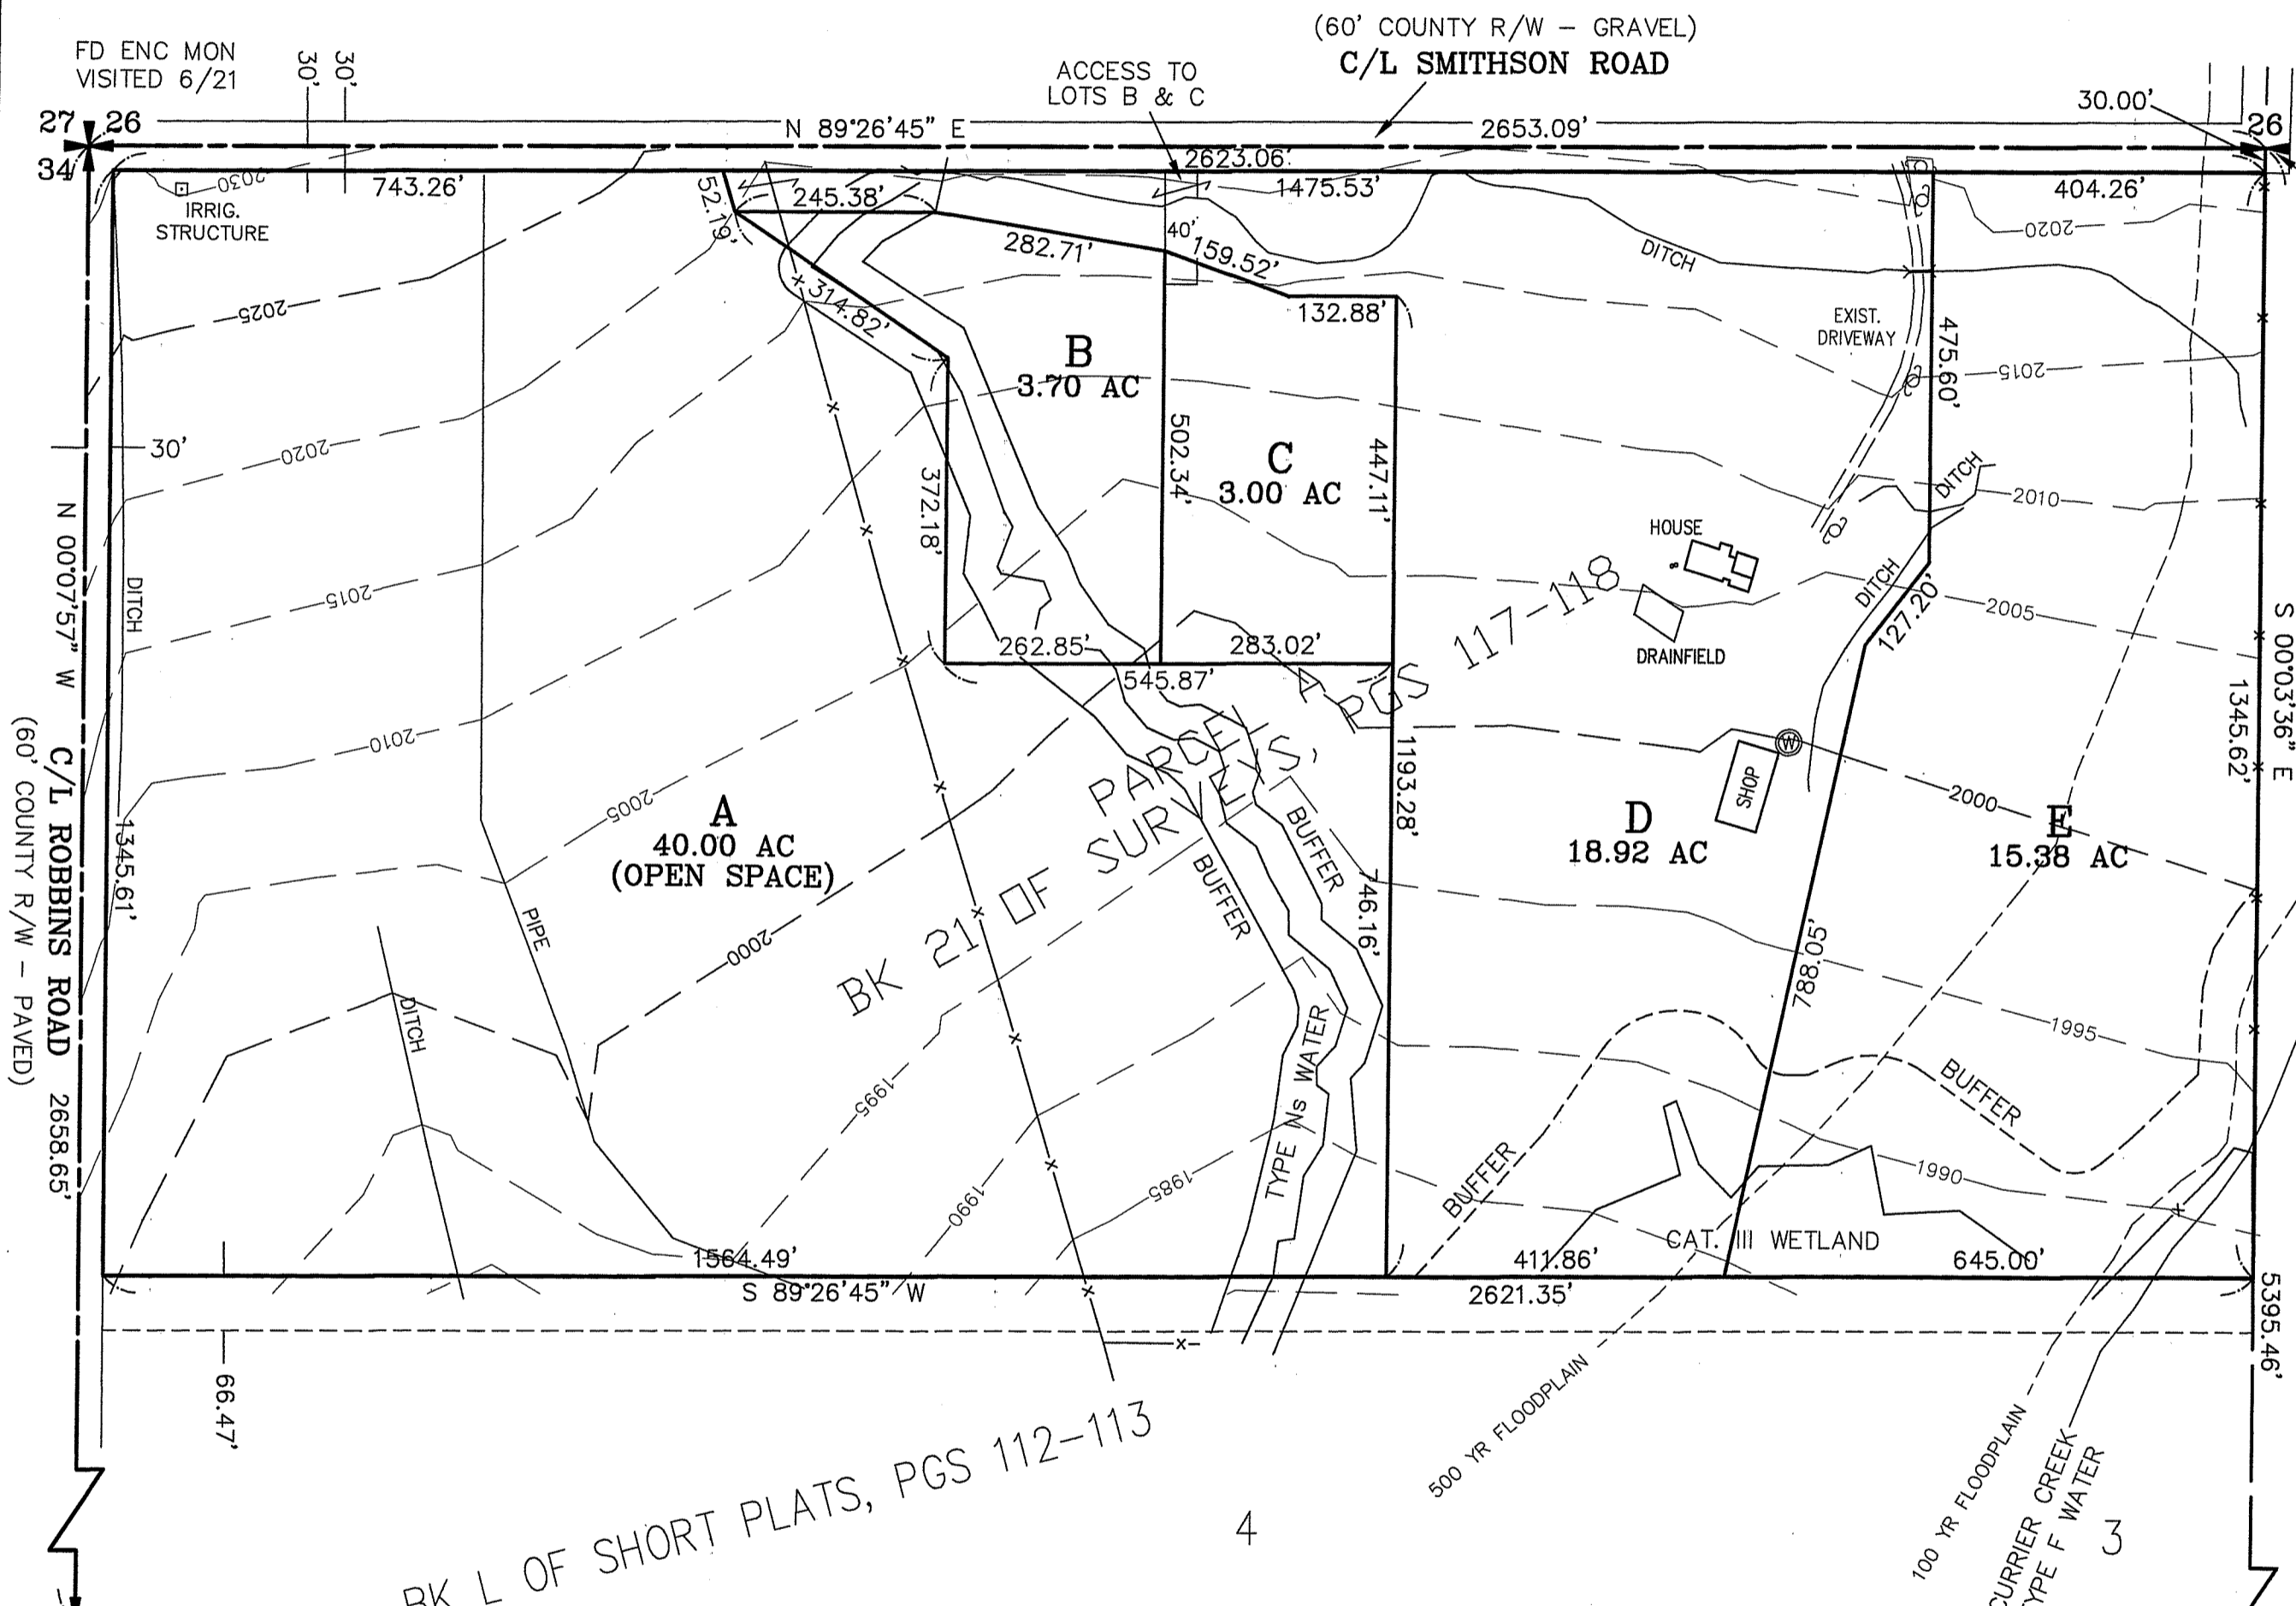 (60' COUNTY R/W – GRAVEL)
C/L SMITHSON ROAD
FD ENC MON
VISITED 6/21
30'
30'
ACCESS TO
LOTS B & C
30.00'
27
26
34
26
N 89°26'45" E
2653.09'
2623.06'
743.26'
52.19'
245.38'
1475.53'
404.26'
2030
IRRIG.
STRUCTURE
2020
40'
282.71'
159.52'
132.88'
DITCH
2025
314.82'
EXIST.
DRIVEWAY
475.60'
2015
B
3.70 AC
30'
2020
372.18'
502.34'
C
3.00 AC
447.11'
DITCH
2010
HOUSE
DITCH
2015
DITCH
127.20'
2005
N 00°07'57" W
S 00°03'36" E
262.85'
283.02'
545.87'
DRAINFIELD
1345.62'
2010
1193.28'
W
SHOP
2000
C/L ROBBINS ROAD
2658.65'
(60' COUNTY R/W – PAVED)
1345.61'
2005
A
40.00 AC
(OPEN SPACE)
PARCEL A
BK 21 OF SURVEYS, PGS 117-118
BUFFER
BUFFER
D
18.92 AC
E
15.38 AC
746.16'
PIPE
2000
788.05'
DITCH
1995
1995
TYPE Ns WATER
BUFFER
BUFFER
1990
1985
1990
CAT. III WETLAND
1564.49'
411.86'
645.00'
S 89°26'45" W
2621.35'
5395.46'
66.47'
500 YR FLOODPLAIN
100 YR FLOODPLAIN
CURRIER CREEK
TYPE F WATER
BK L OF SHORT PLATS, PGS 112-113
4
3